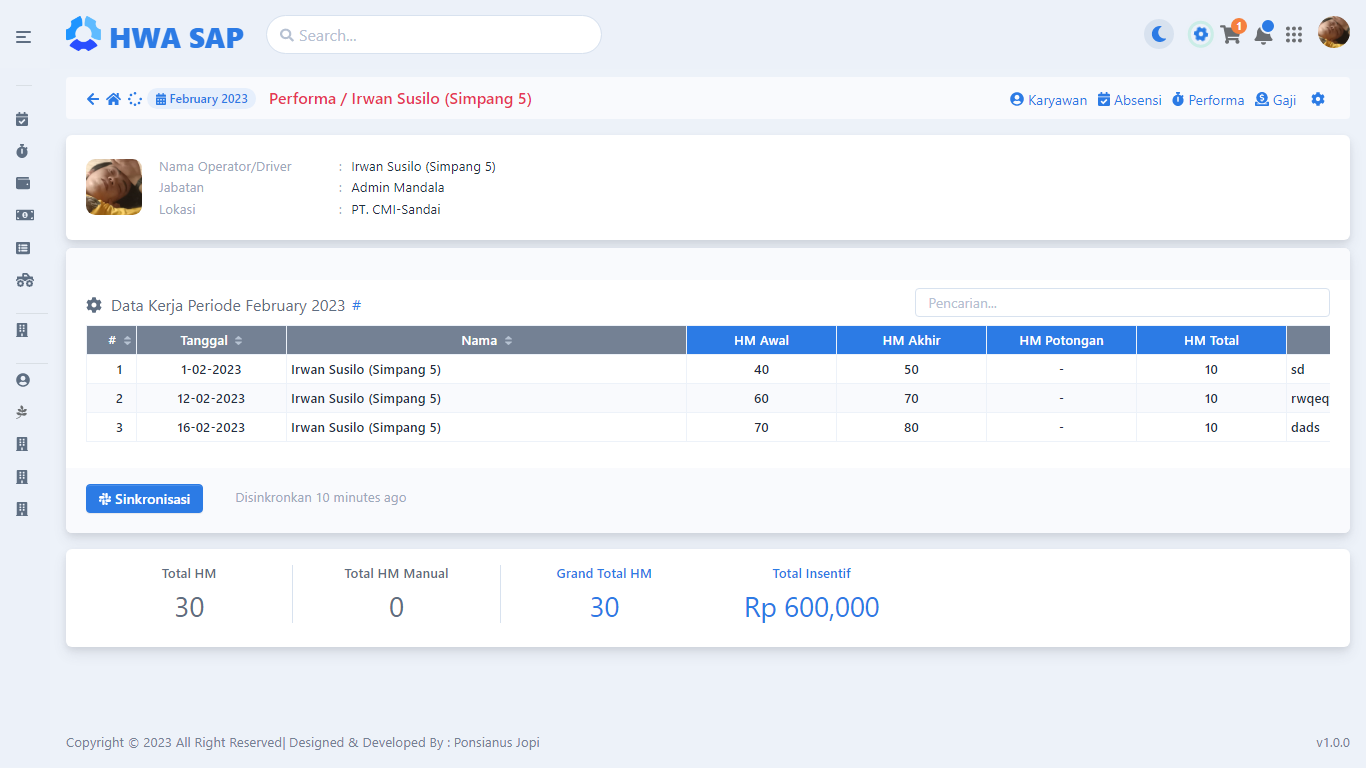 HWA SAP
Search...
1
February 2023
Performa / Irwan Susilo (Simpang 5)
Karyawan
Absensi
Performa
Gaji
Nama Operator/Driver : Irwan Susilo (Simpang 5)
Jabatan : Admin Mandala
Lokasi : PT. CMI-Sandai
Data Kerja Periode February 2023 #
Pencarian...
# Tanggal Nama HM Awal HM Akhir HM Potongan HM Total
1 1-02-2023 Irwan Susilo (Simpang 5) 40 50 - 10 sd
2 12-02-2023 Irwan Susilo (Simpang 5) 60 70 - 10 rwqeq
3 16-02-2023 Irwan Susilo (Simpang 5) 70 80 - 10 dads
Sinkronisasi
Disinkronkan 10 minutes ago
Total HM Total HM Manual Grand Total HM Total Insentif
30 0 30 Rp 600,000
Copyright © 2023 All Right Reserved| Designed & Developed By : Ponsianus Jopi
v1.0.0